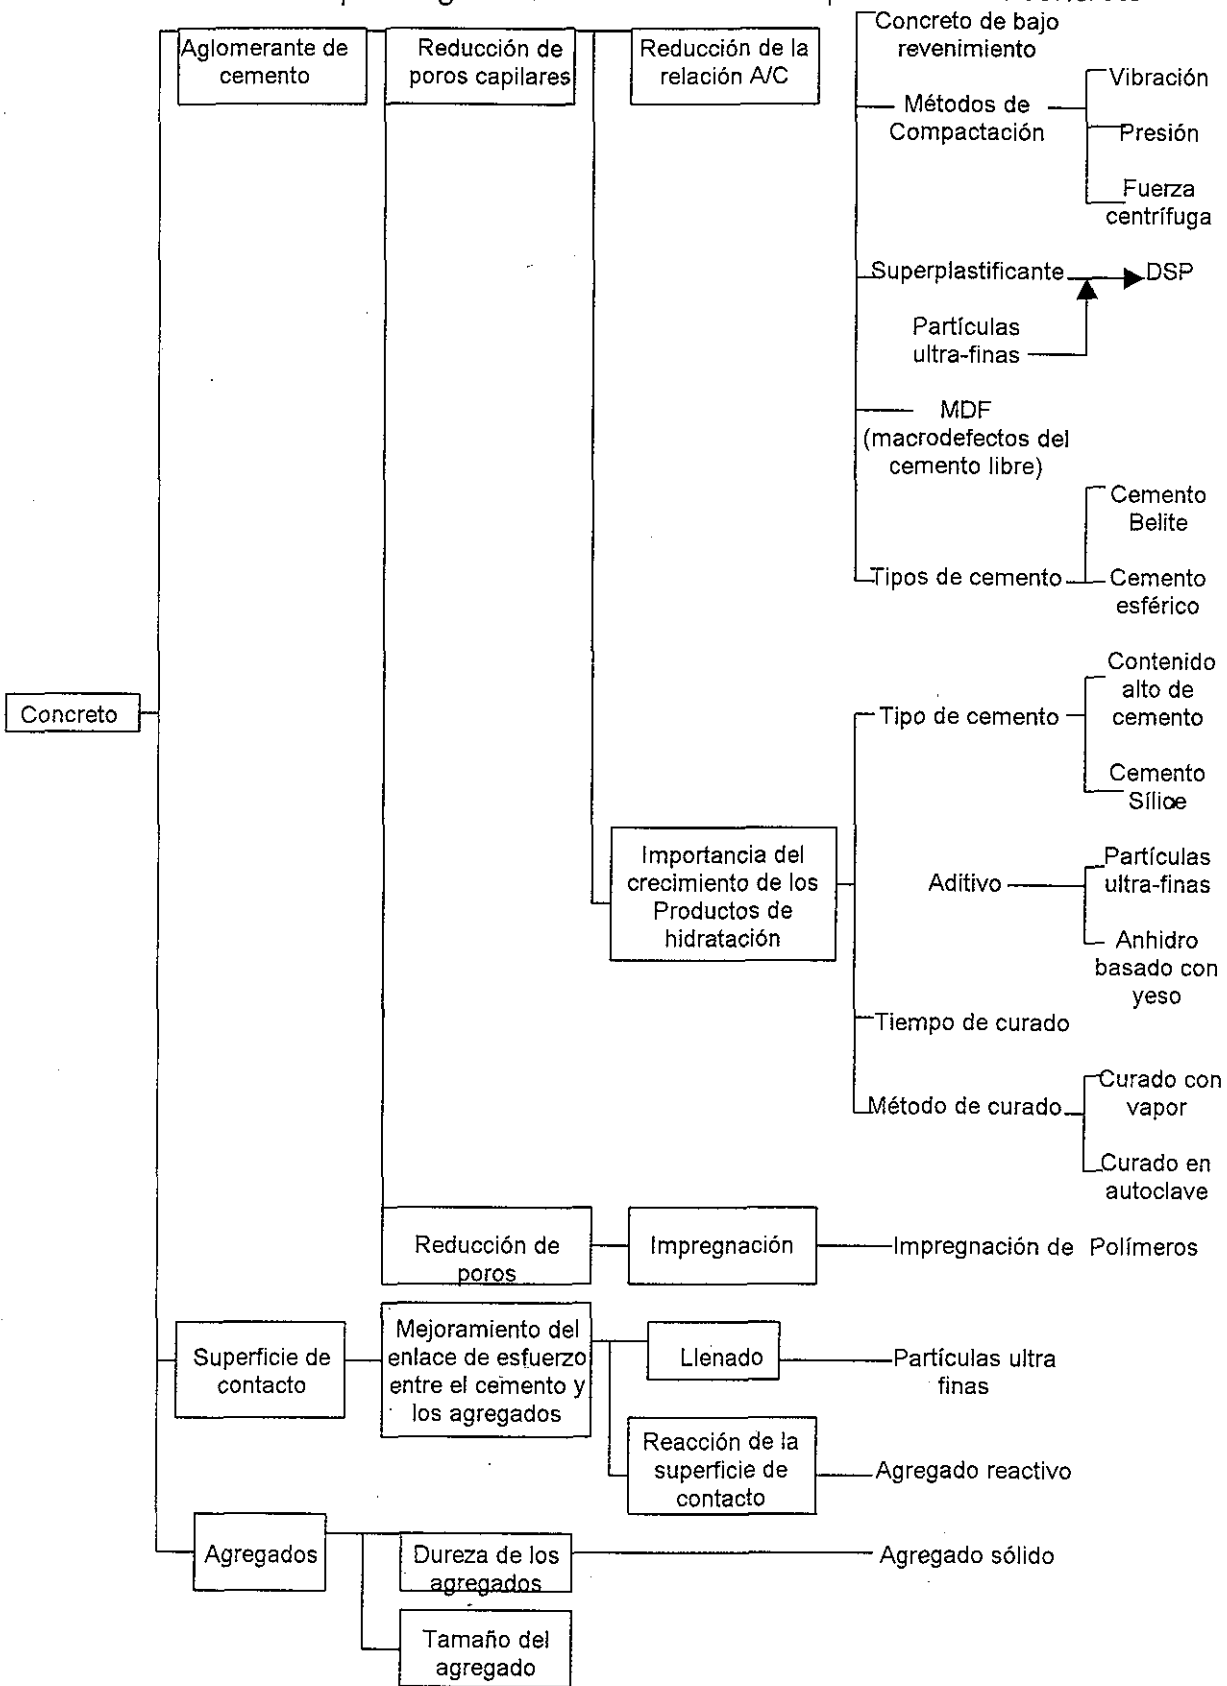 Concreto de bajo
revenimiento
Aglomerante de
cemento
Reducción de
poros capilares
Reducción de la
relación A/C
Métodos de
Compactación
Vibración
Presión
Fuerza
centrífuga
Superplastificante
DSP
Partículas
ultra-finas
MDF
(macrodefectos del
cemento libre)
Tipos de cemento
Cemento
Belite
Cemento
esférico
Concreto
Importancia del
crecimiento de los
Productos de
hidratación
Tipo de cemento
Contenido
alto de
cemento
Cemento
Sílice
Aditivo
Partículas
ultra-finas
Anhidro
basado con
yeso
Tiempo de curado
Método de curado
Curado con
vapor
Curado en
autoclave
Reducción de
poros
Impregnación
Impregnación de Polímeros
Superficie de
contacto
Mejoramiento del
enlace de esfuerzo
entre el cemento y
los agregados
Llenado
Partículas ultra
finas
Reacción de la
superficie de
contacto
Agregado reactivo
Agregados
Dureza de los
agregados
Agregado sólido
Tamaño del
agregado